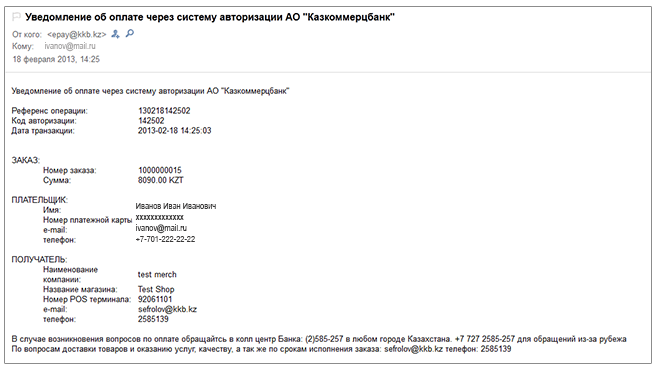 Уведомление об оплате через систему авторизации АО "Казкоммерцбанк"
От кого: <epay@kkb.kz>
Кому: ivanov@mail.ru
18 февраля 2013, 14:25
Уведомление об оплате через систему авторизации АО "Казкоммерцбанк"
Референс операции: 130218142502
Код авторизации: 142502
Дата транзакции: 2013-02-18 14:25:03
ЗАКАЗ:
Номер заказа: 1000000015
Сумма: 8090.00 KZT
ПЛАТЕЛЬЩИК:
Имя: Иванов Иван Иванович
Номер платежной карты xxxxxxxxxxxxx
e-mail: ivanov@mail.ru
телефон: +7-701-222-22-22
ПОЛУЧАТЕЛЬ:
Наименование
компании: test merch
Название магазина: Test Shop
Номер POS терминала: 92061101
e-mail: sefrolov@kkb.kz
телефон: 2585139
В случае возникновения вопросов по оплате обращайтсь в колл центр Банка: (2)585-257 в любом городе Казахстана. +7 727 2585-257 для обращений из-за рубежа
По вопросам доставки товаров и оказанию услуг, качеству, а так же по срокам исполнения заказа: sefrolov@kkb.kz телефон: 2585139